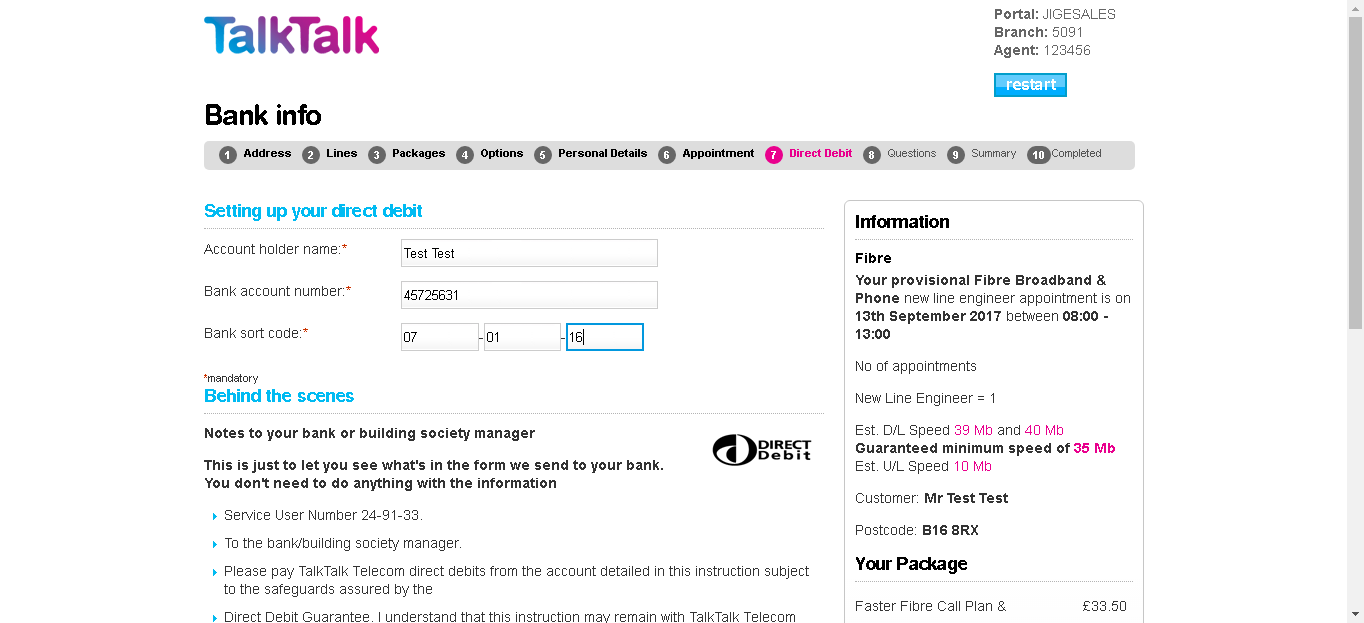 TalkTalk
Portal: JIGESALES
Branch: 5091
Agent: 123456
restart
Bank info
1 Address 2 Lines 3 Packages 4 Options 5 Personal Details 6 Appointment 7 Direct Debit 8 Questions 9 Summary 10 Completed
Setting up your direct debit
Account holder name:* Test Test
Bank account number:* 45725631
Bank sort code:* 07 - 01 - 16
*mandatory
Behind the scenes
Notes to your bank or building society manager
DIRECT
Debit
This is just to let you see what's in the form we send to your bank.
You don't need to do anything with the information
Service User Number 24-91-33.
To the bank/building society manager.
Please pay TalkTalk Telecom direct debits from the account detailed in this instruction subject
to the safeguards assured by the
Direct Debit Guarantee. I understand that this instruction may remain with TalkTalk Telecom
Information
Fibre
Your provisional Fibre Broadband &
Phone new line engineer appointment is on
13th September 2017 between 08:00 -
13:00
No of appointments
New Line Engineer = 1
Est. D/L Speed 39 Mb and 40 Mb
Guaranteed minimum speed of 35 Mb
Est. U/L Speed 10 Mb
Customer: Mr Test Test
Postcode: B16 8RX
Your Package
Faster Fibre Call Plan & £33.50